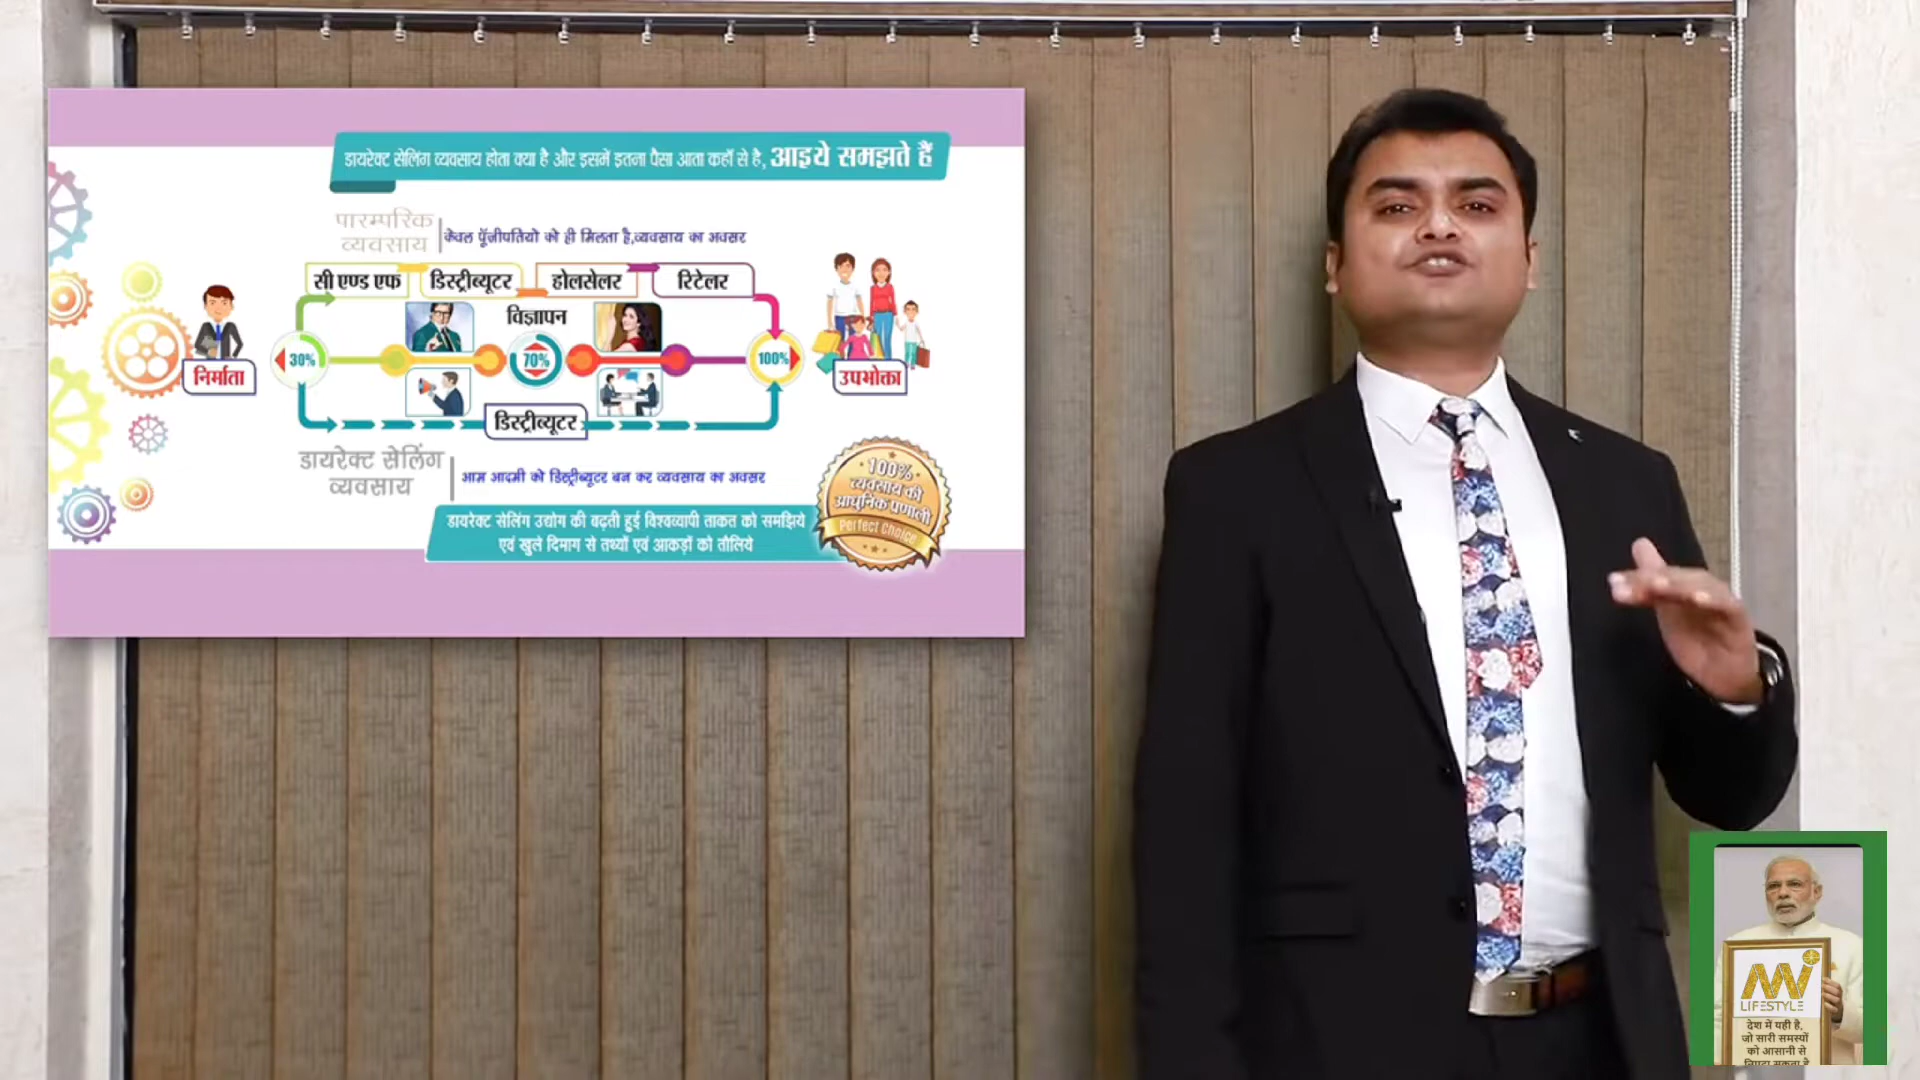 डायरेक्ट सेलिंग व्यवसाय होता क्या है और इसमें इतना पैसा आता कहाँ से है, आइये समझते हैं
पारम्परिक
व्यवसाय
केवल पूँजीपतियो को ही मिलता है,व्यवसाय का अवसर
सी एण्ड एफ
डिस्ट्रीब्यूटर
होलसेलर
रिटेलर
विज्ञापन
30%
70%
100%
निर्माता
उपभोक्ता
डिस्ट्रीब्यूटर
डायरेक्ट सेलिंग
व्यवसाय
आम आदमी को डिस्ट्रीब्यूटर बन कर व्यवसाय का अवसर
100%
व्यवसाय की
आधुनिक प्रणाली
Perfect Choice
डायरेक्ट सेलिंग उद्योग की बढ़ती हुई विश्वव्यापी ताकत को समझिये
एवं खुले दिमाग से तथ्यों एवं आकड़ों को तौलिये
LIFESTYLE
देश में यही है,
जो सारी समस्यों
को आसानी से